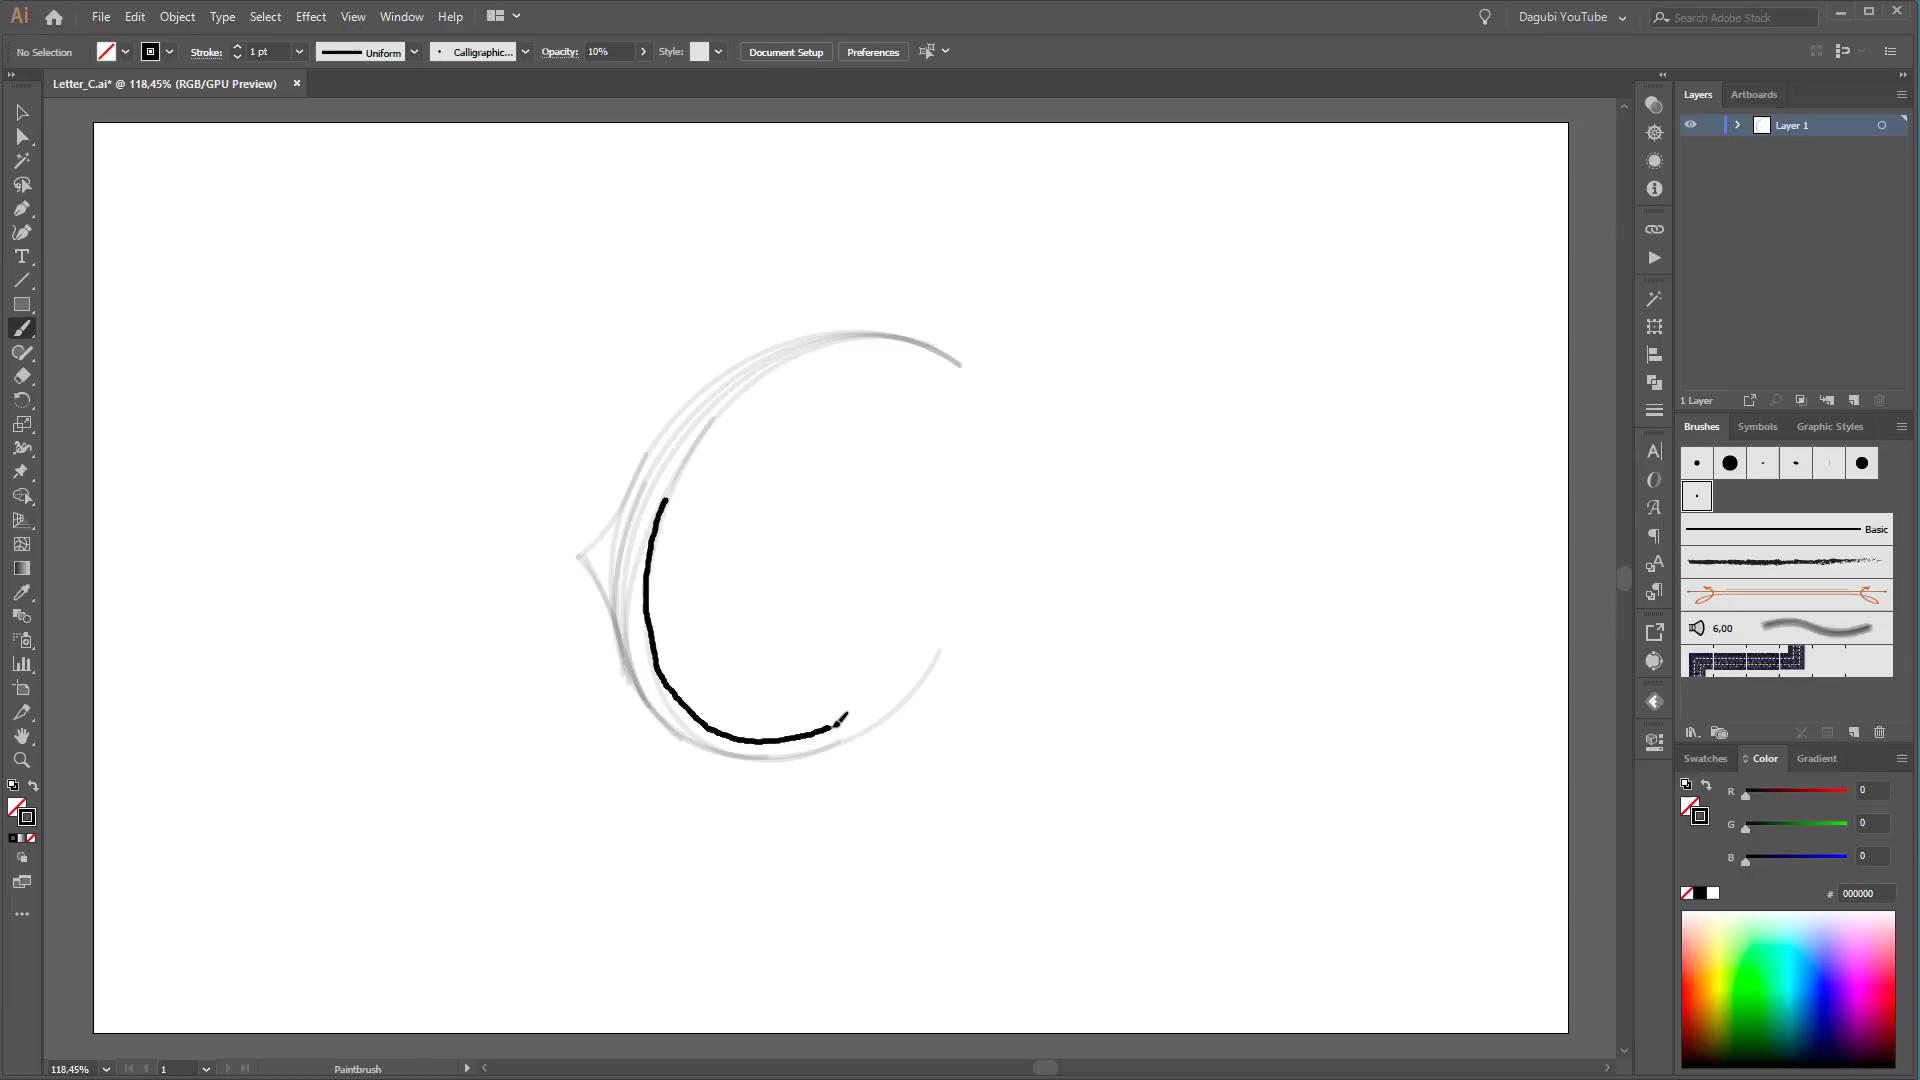 Ai File Edit Object Type Select Effect View Window Help Dagubi YouTube Search Adobe Stock
No Selection Stroke: 1 pt Uniform Calligraphic... Opacity: 10% Style: Document Setup Preferences
Letter_C.ai* @ 118,45% (RGB/GPU Preview)
Layers Artboards
Layer 1
1 Layer
Brushes Symbols Graphic Styles
Basic
6,00
Swatches Color Gradient
R 0
G 0
B 0
# 000000
118,45% 1 Paintbrush